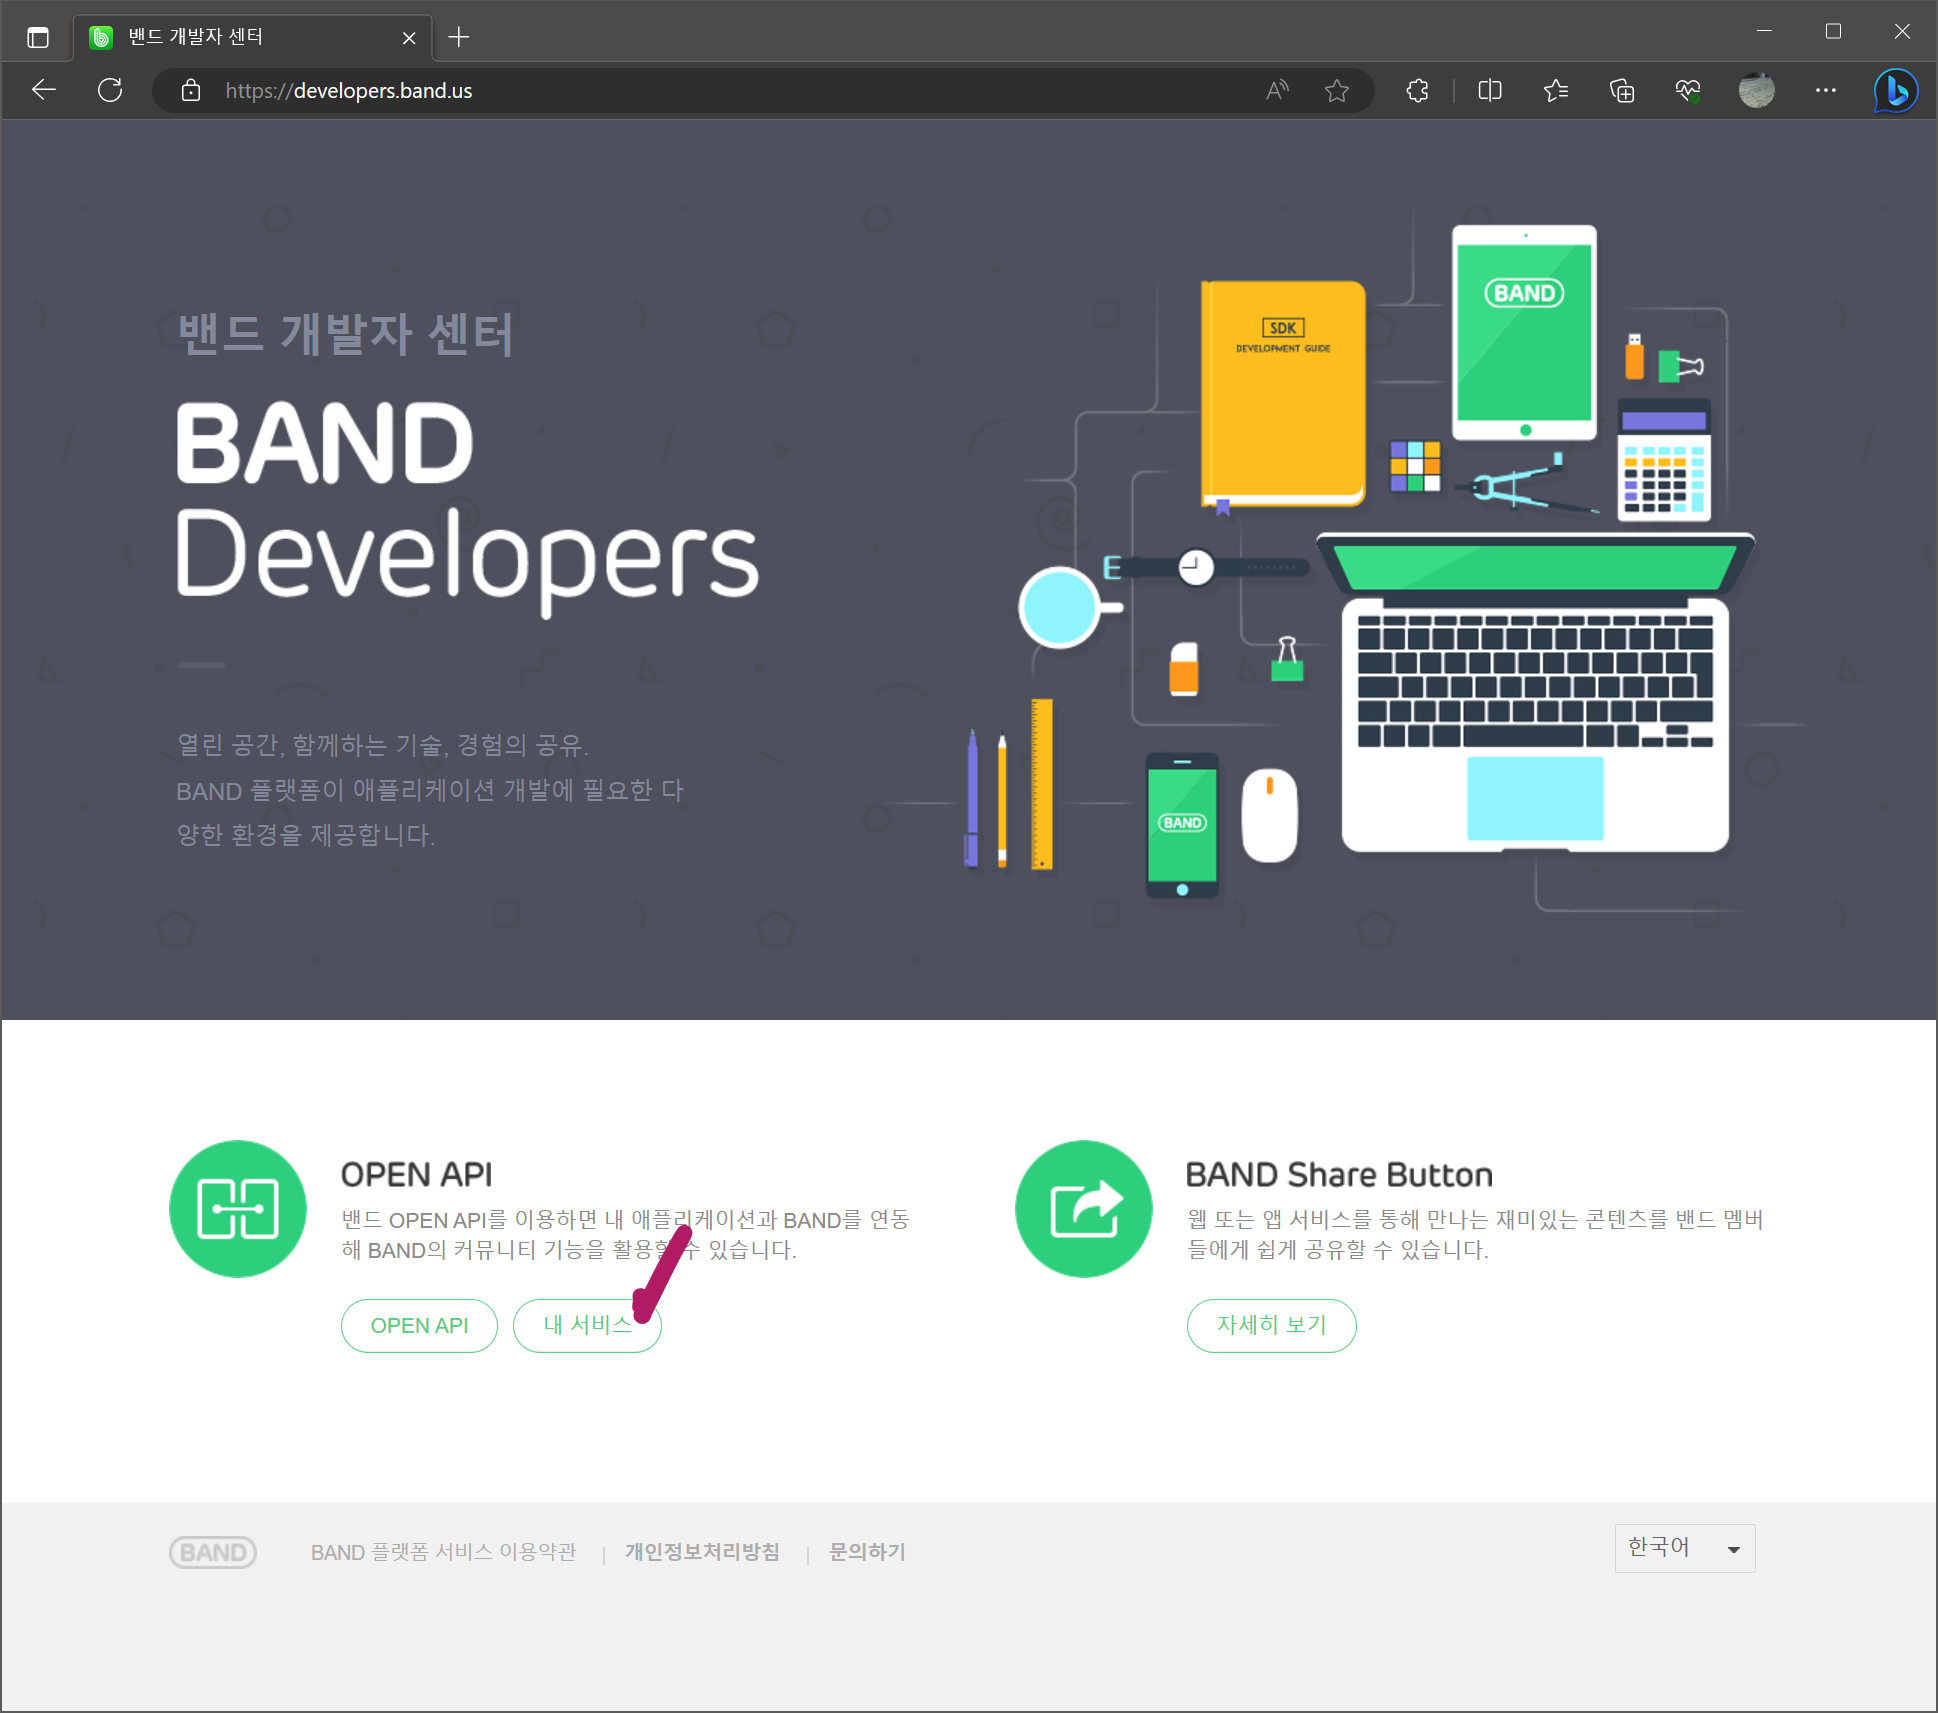 밴드 개발자 센터
https://developers.band.us
밴드 개발자 센터
BAND
Developers
열린 공간, 함께하는 기술, 경험의 공유.
BAND 플랫폼이 애플리케이션 개발에 필요한 다
양한 환경을 제공합니다.
SDK
DEVELOPMENT GUIDE
BAND
BAND
OPEN API
밴드 OPEN API를 이용하면 내 애플리케이션과 BAND를 연동
해 BAND의 커뮤니티 기능을 활용할 수 있습니다.
OPEN API
내 서비스
BAND Share Button
웹 또는 앱 서비스를 통해 만나는 재미있는 콘텐츠를 밴드 멤버
들에게 쉽게 공유할 수 있습니다.
자세히 보기
BAND
BAND 플랫폼 서비스 이용약관
개인정보처리방침
문의하기
한국어